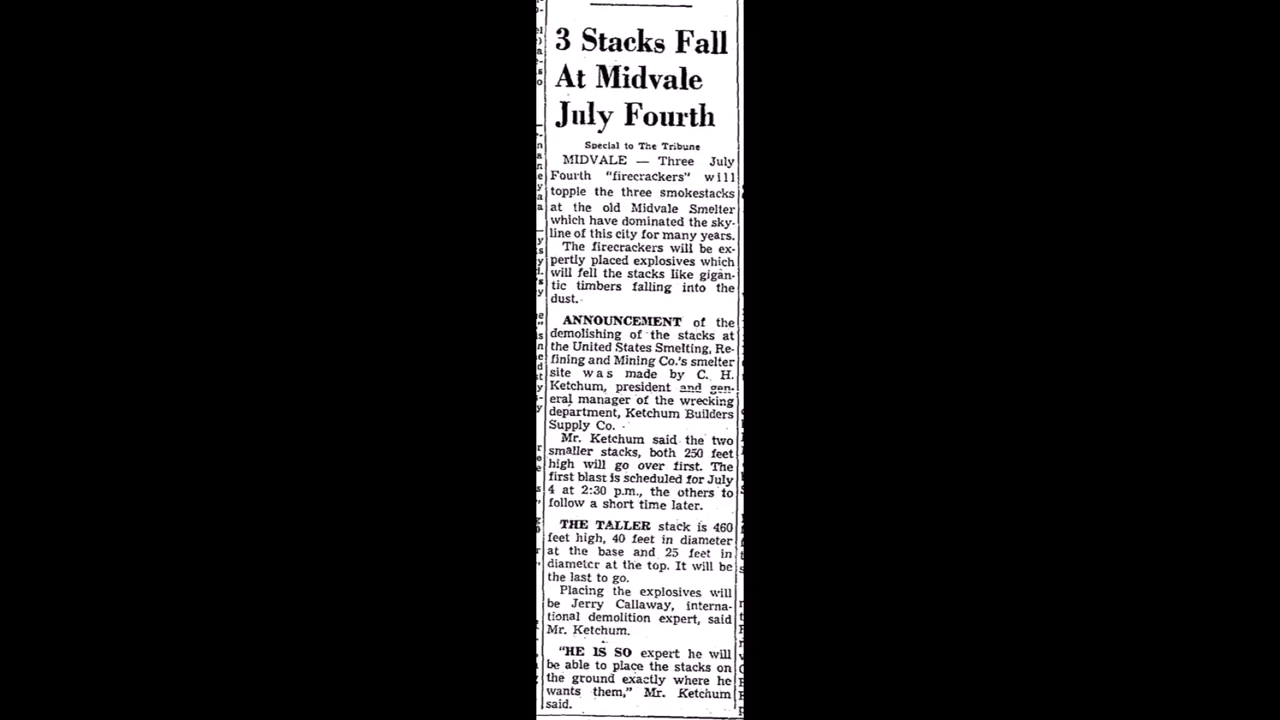 3 Stacks Fall
At Midvale
July Fourth
Special to The Tribune
MIDVALE — Three July
Fourth "firecrackers" will
topple the three smokestacks
at the old Midvale Smelter
which have dominated the sky-
line of this city for many years.
The firecrackers will be ex-
pertly placed explosives which
will fell the stacks like gigan-
tic timbers falling into the
dust.
ANNOUNCEMENT of the
demolishing of the stacks at
the United States Smelting, Re-
fining and Mining Co.'s smelter
site was made by C. H.
Ketchum, president and gen-
eral manager of the wrecking
department, Ketchum Builders
Supply Co.
Mr. Ketchum said the two
smaller stacks, both 250 feet
high will go over first. The
first blast is scheduled for July
4 at 2:30 p.m., the others to
follow a short time later.
THE TALLER stack is 460
feet high, 40 feet in diameter
at the base and 25 feet in
diameter at the top. It will be
the last to go.
Placing the explosives will
be Jerry Callaway, interna-
tional demolition expert, said
Mr. Ketchum.
"HE IS SO expert he will
be able to place the stacks on
the ground exactly where he
wants them," Mr. Ketchum
said.